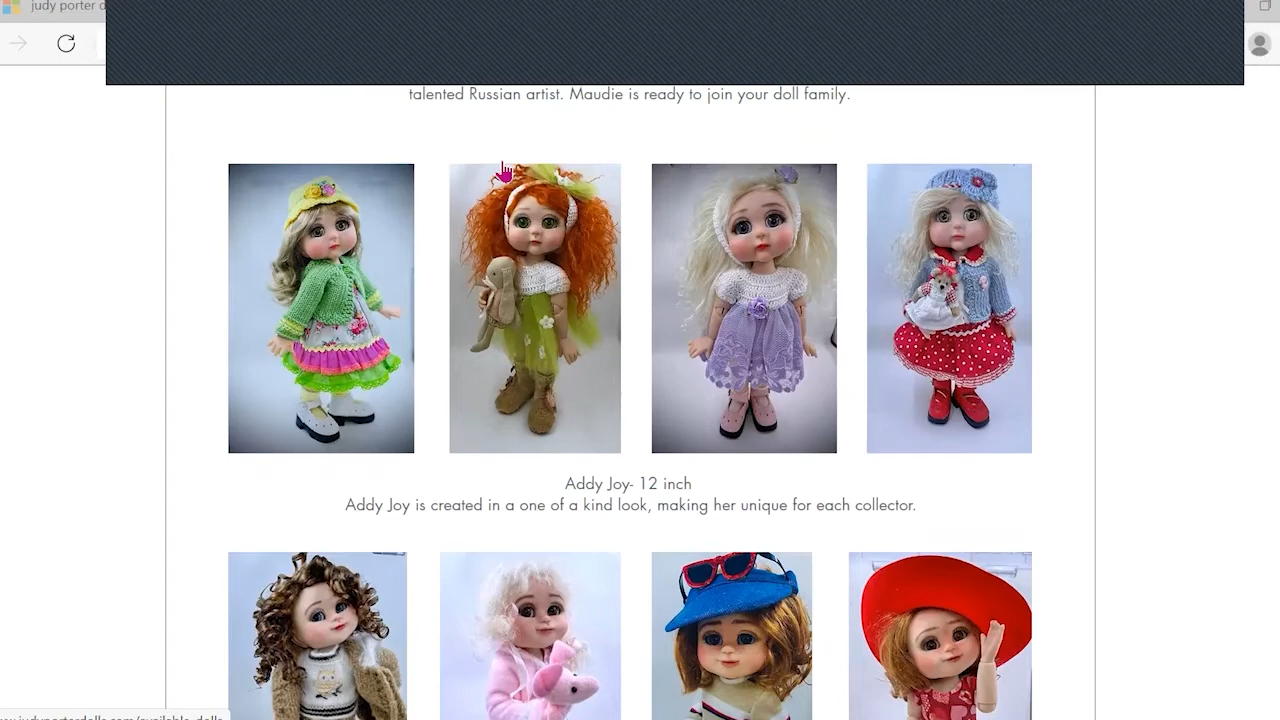 judy porter d
talented Russian artist. Maudie is ready to join your doll family.
Addy Joy- 12 inch
Addy Joy is created in a one of a kind look, making her unique for each collector.